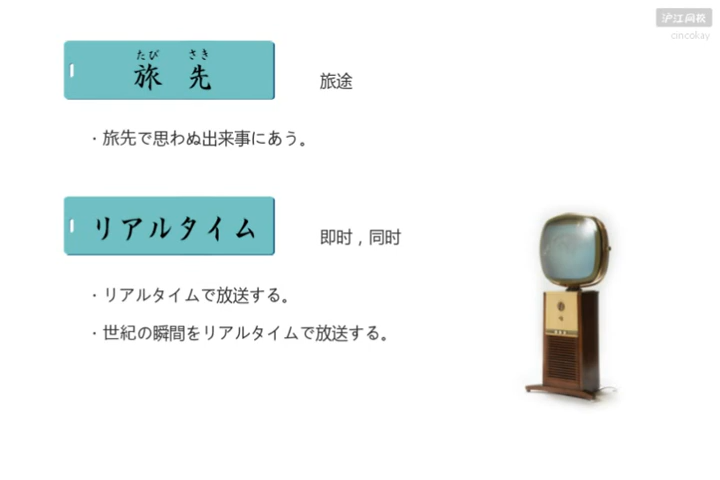 沪江网校
cincokay
たび さき
旅 先
旅途
・旅先で思わぬ出来事にあう。
リアルタイム
即时，同时
・リアルタイムで放送する。
・世紀の瞬間をリアルタイムで放送する。